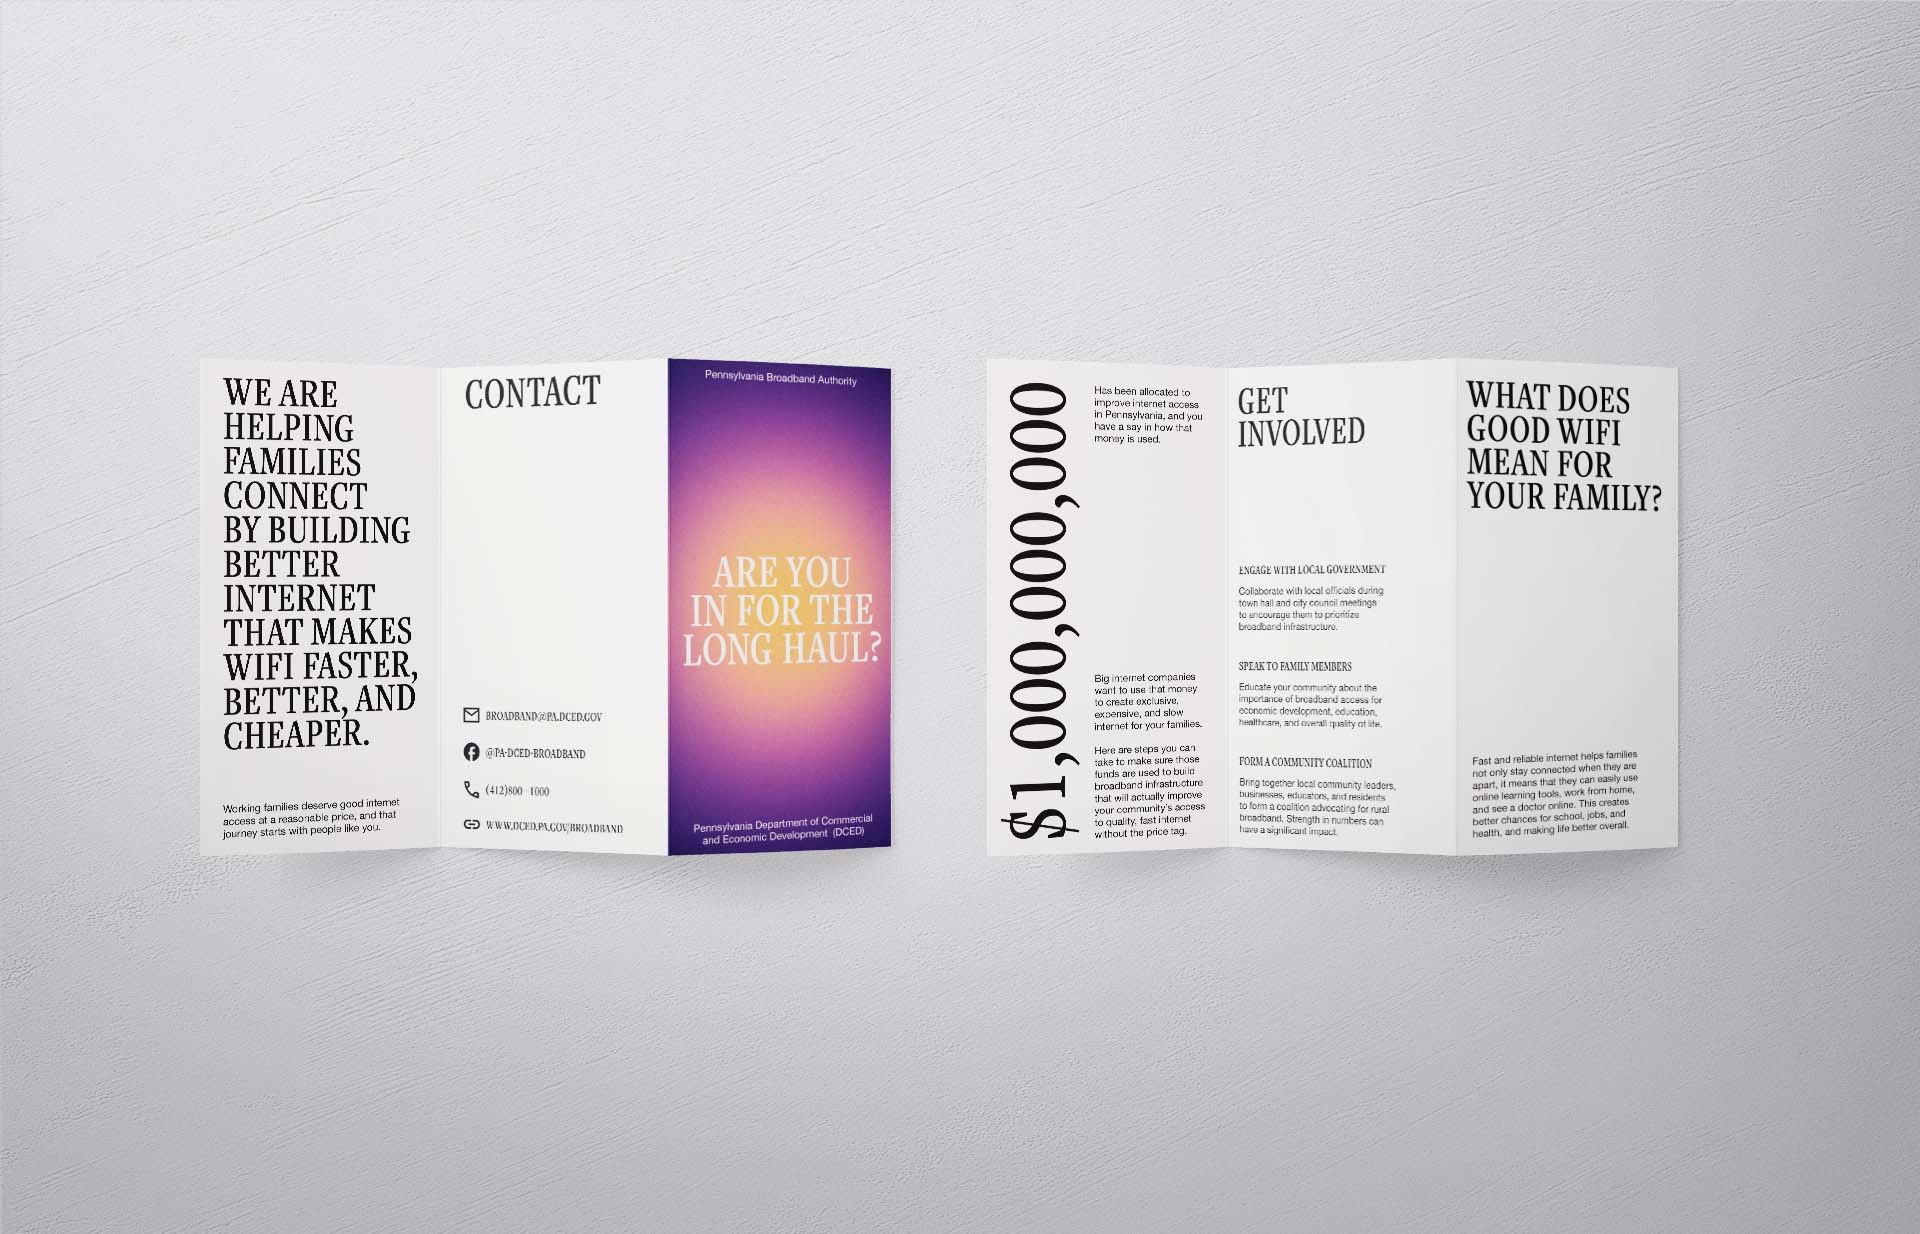 WE ARE
HELPING
FAMILIES
CONNECT
BY BUILDING
BETTER
INTERNET
THAT MAKES
WIFI FASTER,
BETTER, AND
CHEAPER.
Working families deserve good internet
access at a reasonable price, and that
journey starts with people like you.
CONTACT
BROADBAND@PA.DCED.GOV
@PA-DCED-BROADBAND
(412)800-1000
WWW.DCED.PA.GOV/BROADBAND
Pennsylvania Broadband Authority
ARE YOU
IN FOR THE
LONG HAUL?
Pennsylvania Department of Commercial
and Economic Development (DCED)
$1,000,000,000
Has been allocated to
improve internet access
in Pennsylvania, and you
have a say in how that
money is used.
Big internet companies
want to use that money
to create exclusive,
expensive, and slow
internet for your families.
Here are steps you can
take to make sure those
funds are used to build
broadband infrastructure
that will actually improve
your community's access
to quality, fast internet
without the price tag.
GET
INVOLVED
ENGAGE WITH LOCAL GOVERNMENT
Collaborate with local officials during
town hall and city council meetings
to encourage them to prioritize
broadband infrastructure.
SPEAK TO FAMILY MEMBERS
Educate your community about the
importance of broadband access for
economic development, education,
healthcare, and overall quality of life.
FORM A COMMUNITY COALITION
Bring together local community leaders,
businesses, educators, and residents
to form a coalition advocating for rural
broadband. Strength in numbers can
have a significant impact.
WHAT DOES
GOOD WIFI
MEAN FOR
YOUR FAMILY?
Fast and reliable internet helps families
not only stay connected when they are
apart, it means that they can easily use
online learning tools, work from home,
and see a doctor online. This creates
better chances for school, jobs, and
health, and making life better overall.